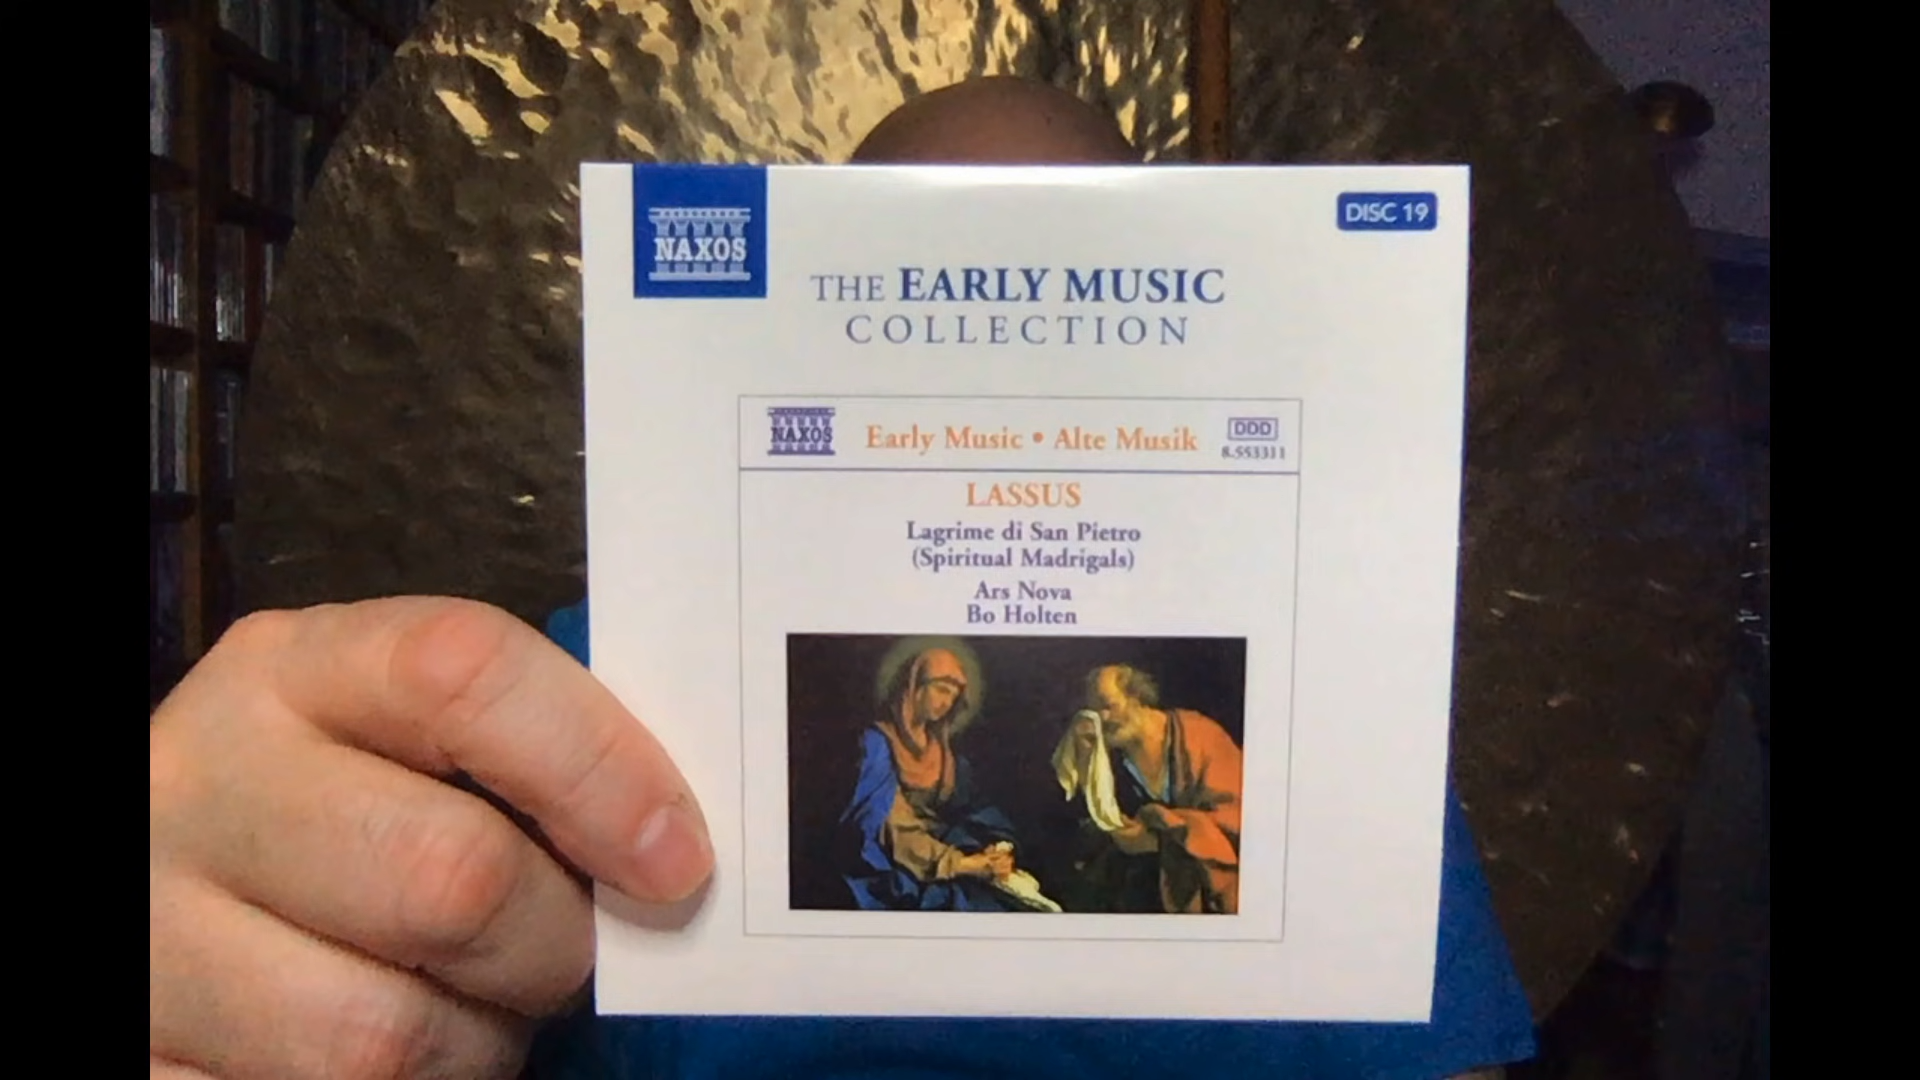 NAXOS
DISC 19
THE EARLY MUSIC
COLLECTION
NAXOS
Early Music • Alte Musik
DDD
8.553311
LASSUS
Lagrime di San Pietro
(Spiritual Madrigals)
Ars Nova
Bo Holten